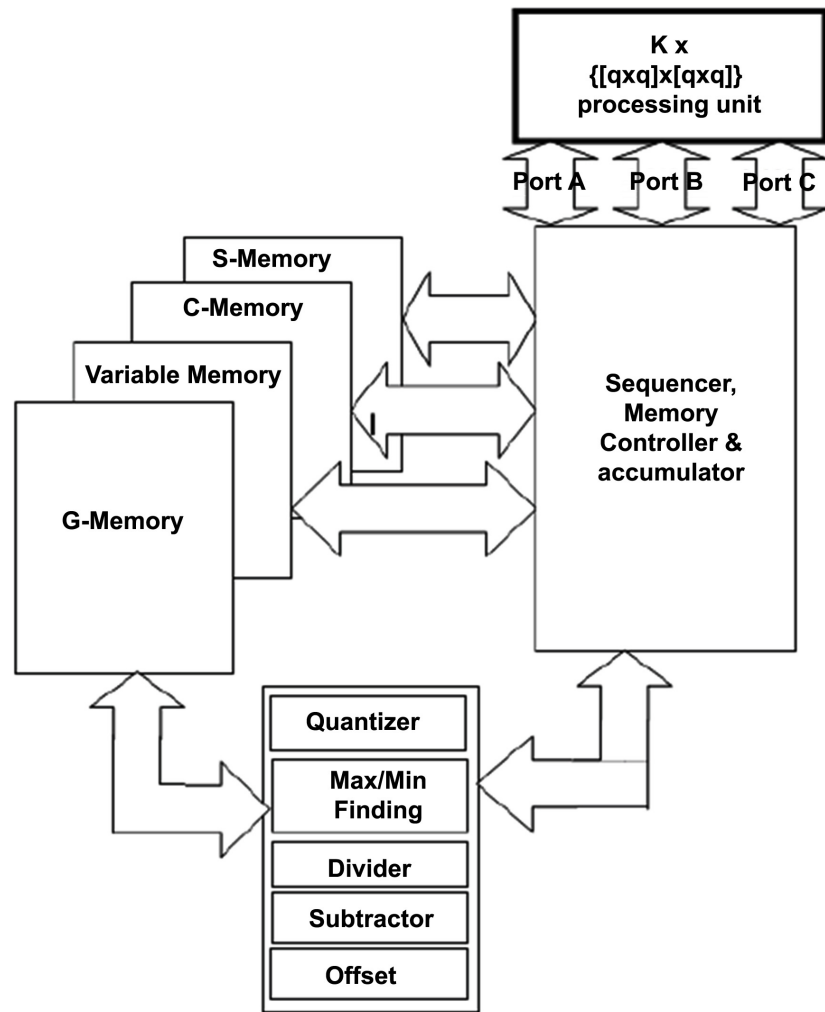 K x
{[qxq]x[qxq]}
processing unit
Port A
Port B
Port C
S-Memory
C-Memory
Variable Memory
G-Memory
Sequencer,
Memory
Controller &
accumulator
Quantizer
Max/Min
Finding
Divider
Subtractor
Offset